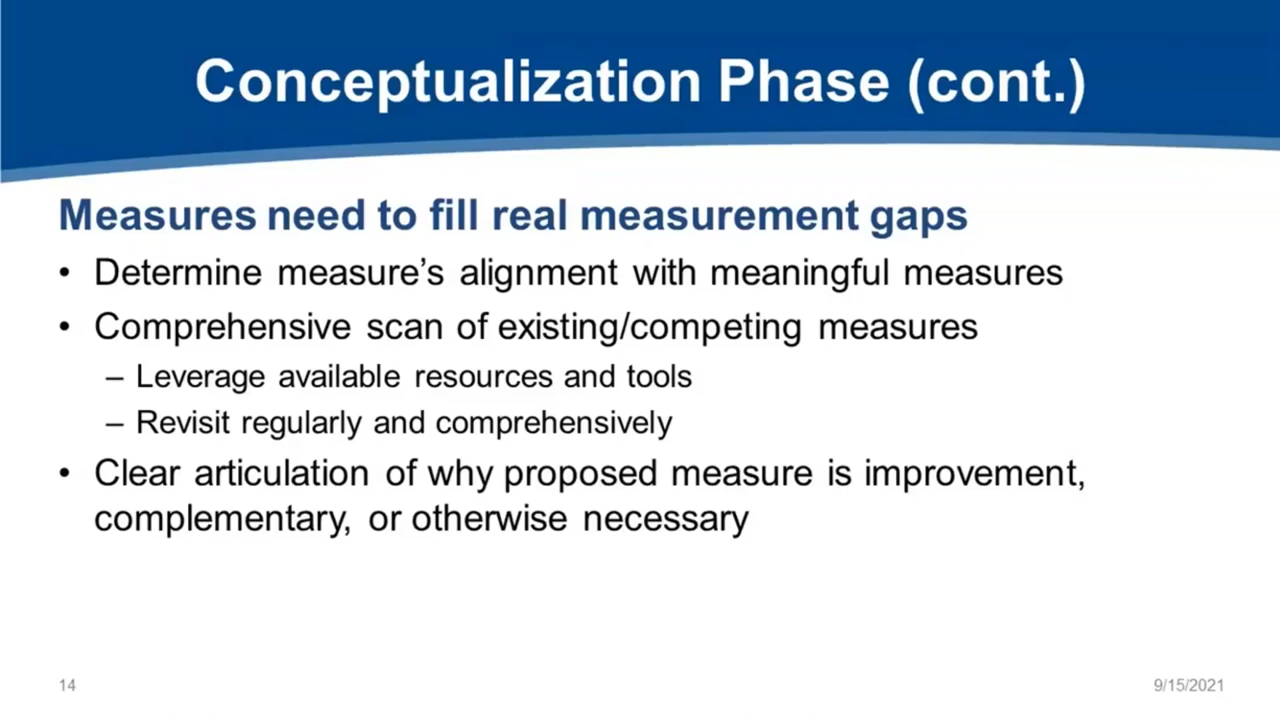 Conceptualization Phase (cont.)
Measures need to fill real measurement gaps
• Determine measure’s alignment with meaningful measures
• Comprehensive scan of existing/competing measures
– Leverage available resources and tools
– Revisit regularly and comprehensively
• Clear articulation of why proposed measure is improvement,
complementary, or otherwise necessary
14
9/15/2021